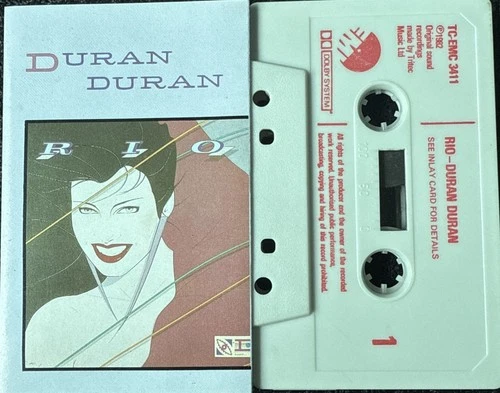 DURAN
DURAN
RIO
TC-EMC 3411
℗1982
Original sound
recordings
made by Tritec
Music Ltd
DOLBY SYSTEM
RIO-DURAN DURAN
SEE INLAY CARD FOR DETAILS
All rights of the producer and the owner of the recorded
work reserved. Unauthorised public performance,
broadcasting, copying and hiring of this record prohibited.
1